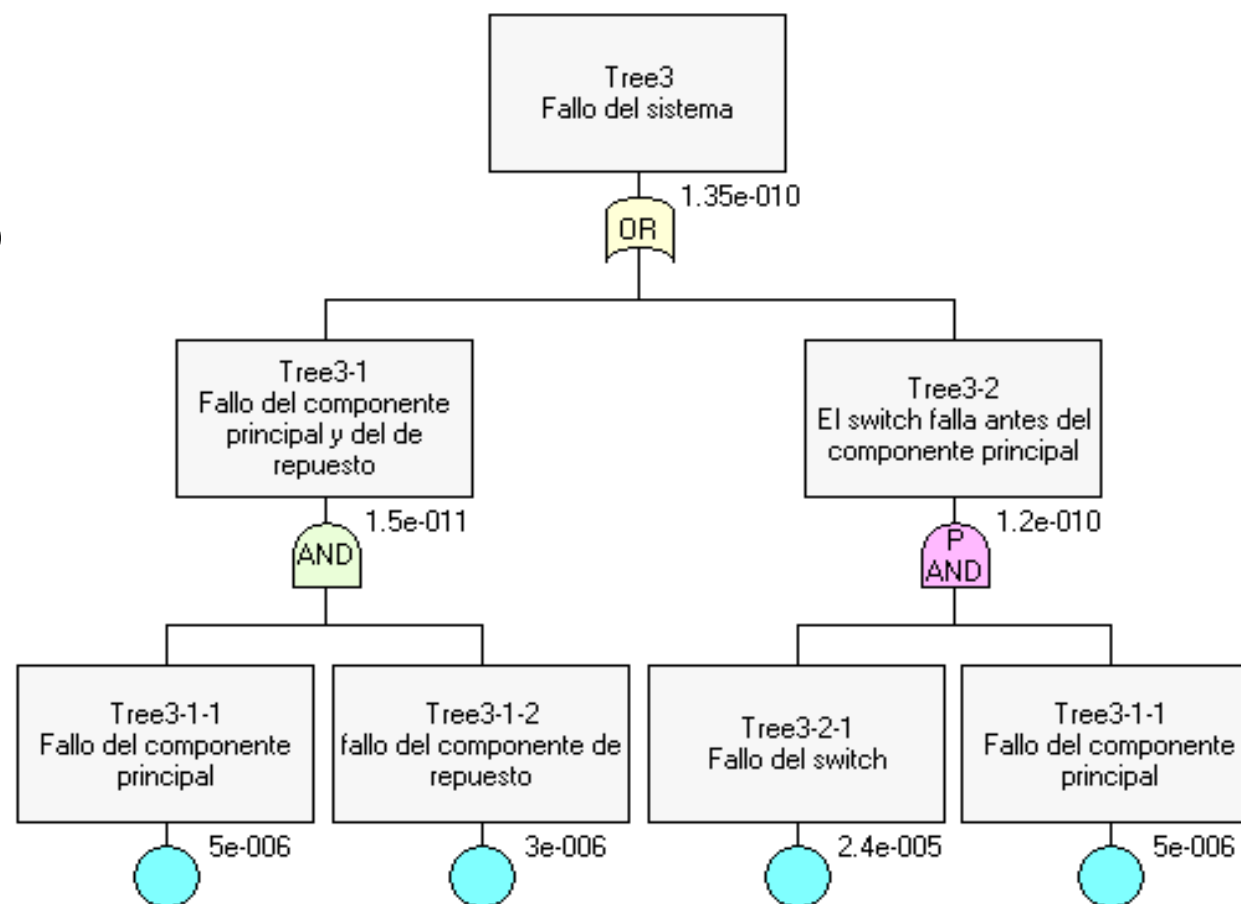 Tree3
Fallo del sistema
1.35e-010
OR
Tree3-1
Fallo del componente
principal y del de
repuesto
1.5e-011
AND
Tree3-2
El switch falla antes del
componente principal
1.2e-010
P
AND
Tree3-1-1
Fallo del componente
principal
5e-006
Tree3-1-2
fallo del componente de
repuesto
3e-006
Tree3-2-1
Fallo del switch
2.4e-005
Tree3-1-1
Fallo del componente
principal
5e-006